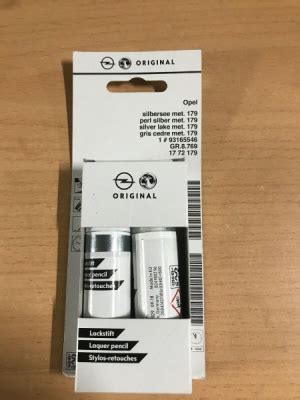 ORIGINAL
Opel
silbersee met. 179
perl silber met. 179
silver lake met. 179
gris cedre met. 179
1 # 93165546
GR.8.769
17 72 179
ORIGINAL
Lackstift
Laquer pencil
Stylos-retouches